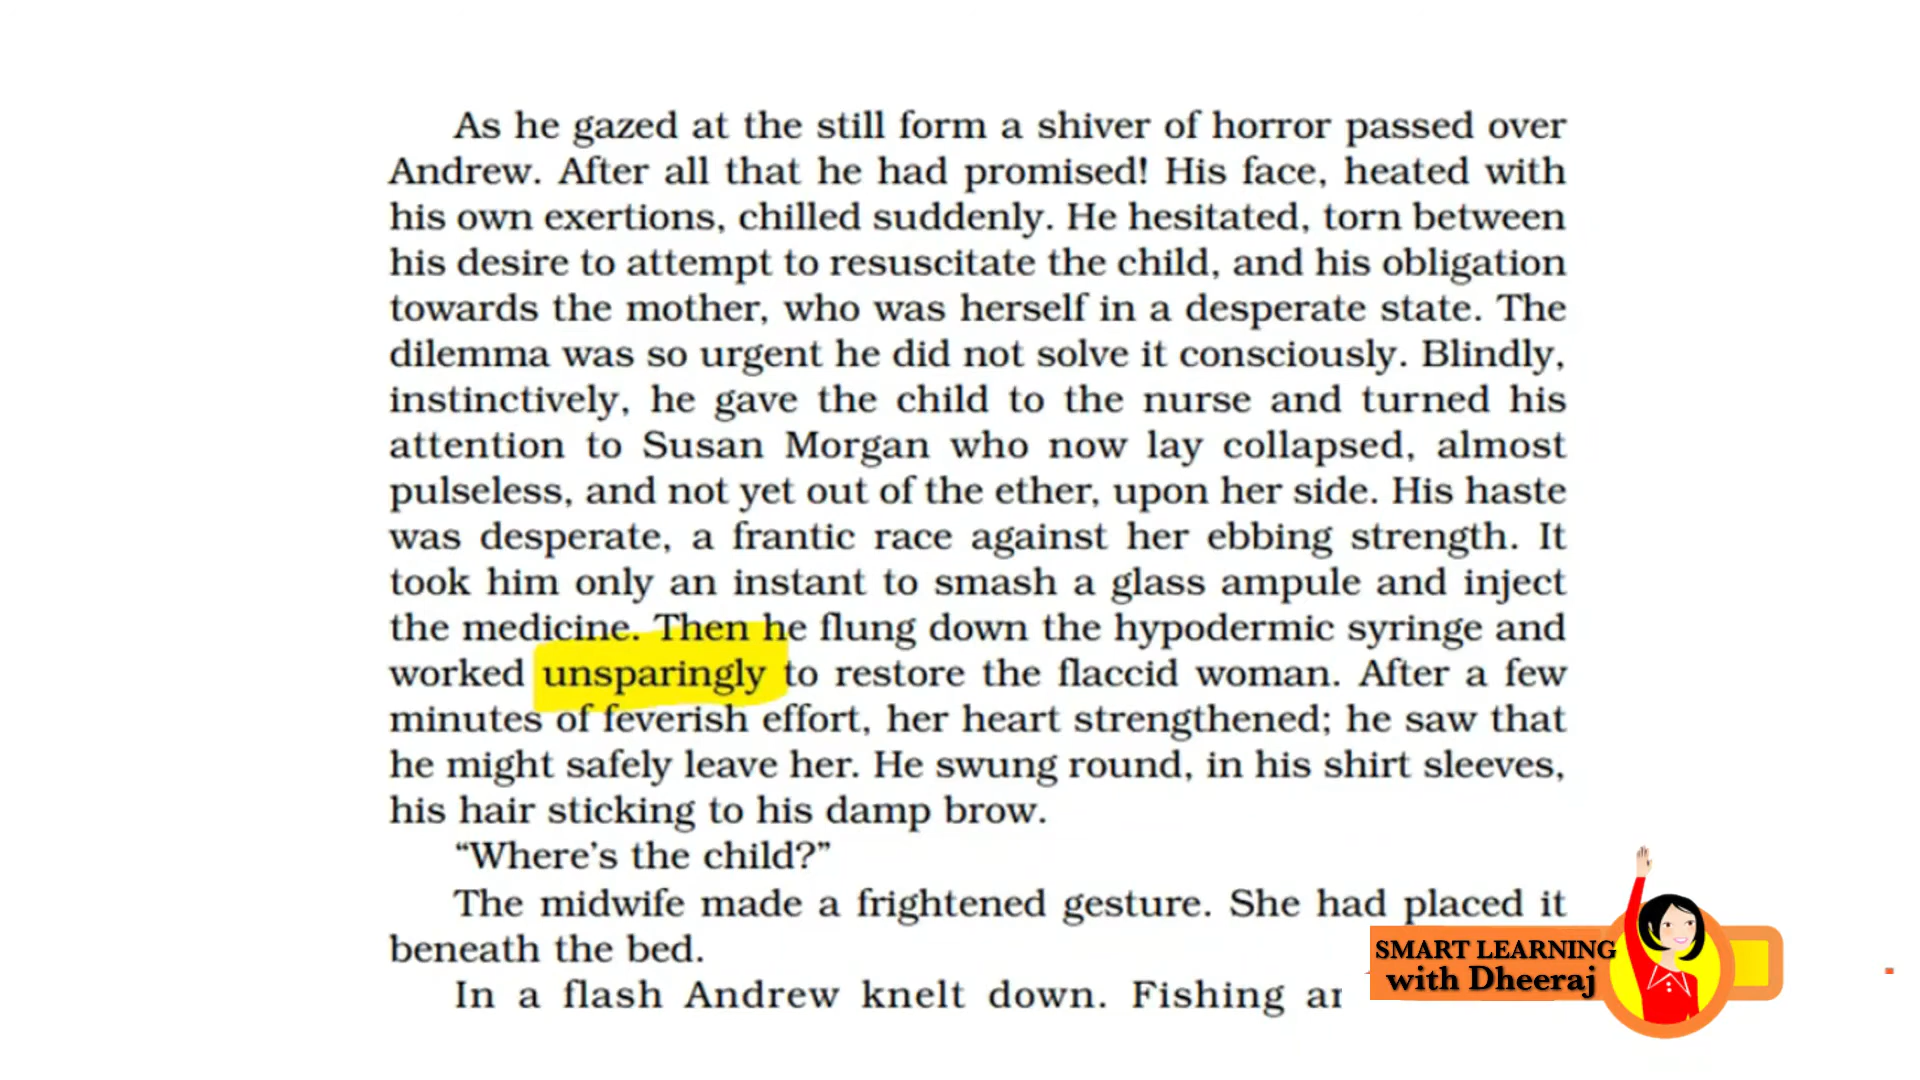 As he gazed at the still form a shiver of horror passed over
Andrew. After all that he had promised! His face, heated with
his own exertions, chilled suddenly. He hesitated, torn between
his desire to attempt to resuscitate the child, and his obligation
towards the mother, who was herself in a desperate state. The
dilemma was so urgent he did not solve it consciously. Blindly,
instinctively, he gave the child to the nurse and turned his
attention to Susan Morgan who now lay collapsed, almost
pulseless, and not yet out of the ether, upon her side. His haste
was desperate, a frantic race against her ebbing strength. It
took him only an instant to smash a glass ampule and inject
the medicine. Then he flung down the hypodermic syringe and
worked unsparingly to restore the flaccid woman. After a few
minutes of feverish effort, her heart strengthened; he saw that
he might safely leave her. He swung round, in his shirt sleeves,
his hair sticking to his damp brow.
“Where’s the child?”
The midwife made a frightened gesture. She had placed it
beneath the bed.
In a flash Andrew knelt down. Fishing
SMART LEARNING
with Dheeraj